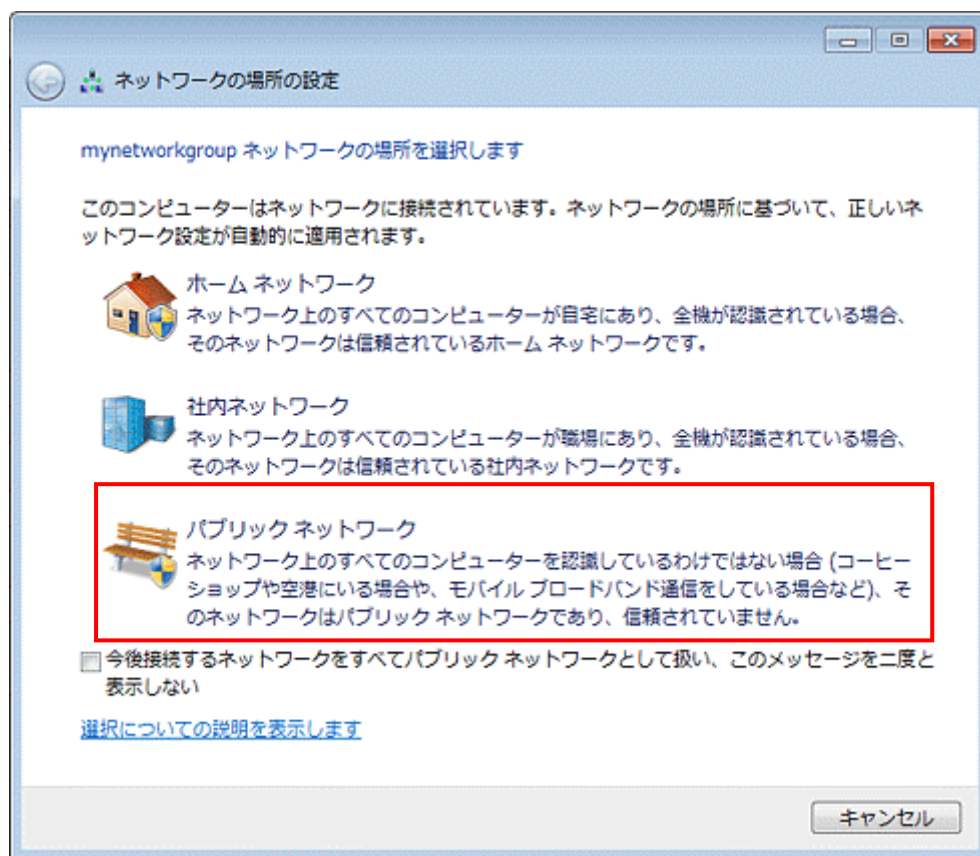 ネットワークの場所の設定
mynetworkgroup ネットワークの場所を選択します
このコンピューターはネットワークに接続されています。ネットワークの場所に基づいて、正しいネ
ットワーク設定が自動的に適用されます。
ホーム ネットワーク
ネットワーク上のすべてのコンピューターが自宅にあり、全機が認識されている場合、
そのネットワークは信頼されているホーム ネットワークです。
社内ネットワーク
ネットワーク上のすべてのコンピューターが職場にあり、全機が認識されている場合、
そのネットワークは信頼されている社内ネットワークです。
パブリック ネットワーク
ネットワーク上のすべてのコンピューターを認識しているわけではない場合 (コーヒー
ショップや空港にいる場合や、モバイル ブロードバンド通信をしている場合など)、そ
のネットワークはパブリック ネットワークであり、信頼されていません。
今後接続するネットワークをすべてパブリック ネットワークとして扱い、このメッセージを二度と
表示しない
選択についての説明を表示します
キャンセル